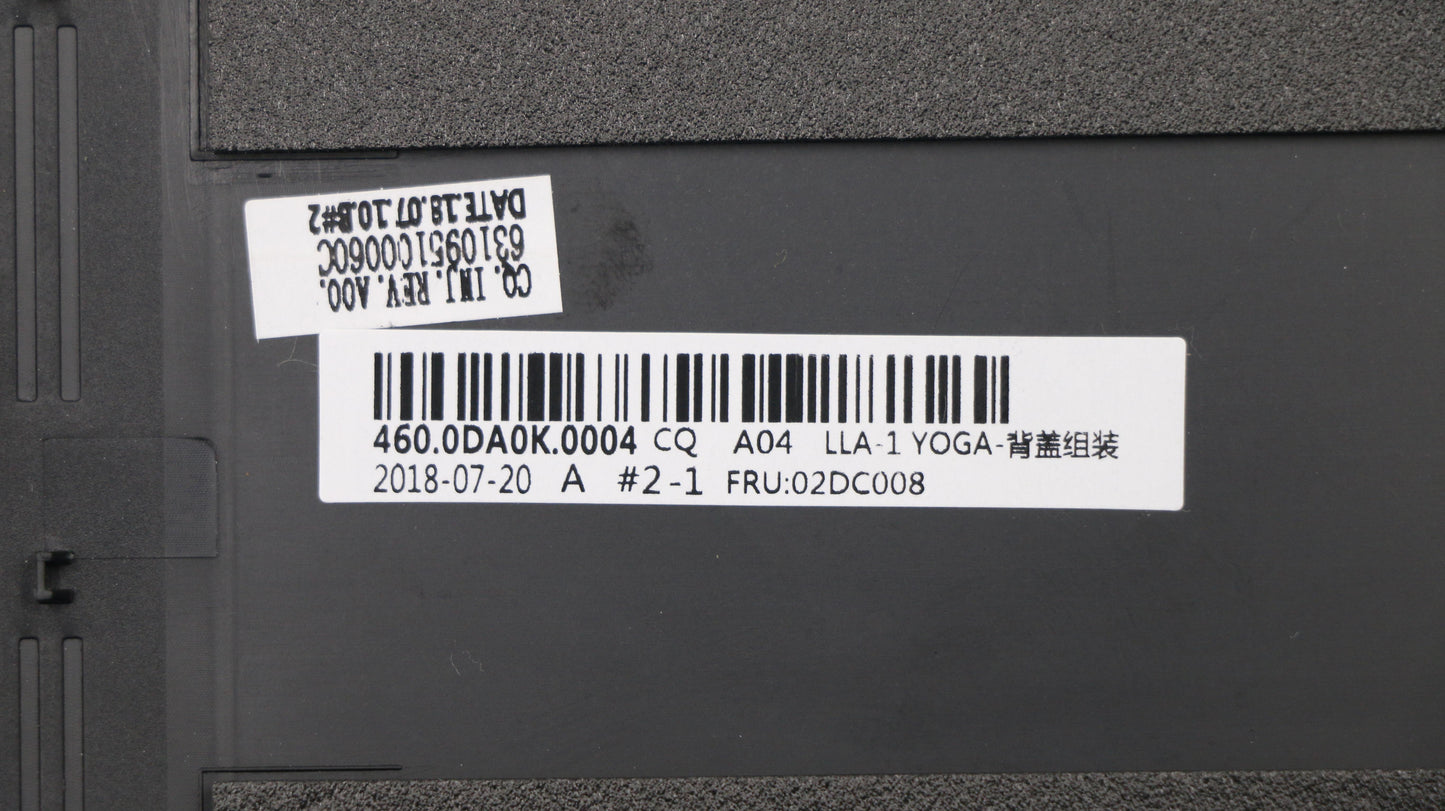 CQ. INJ. REV. A00.
631095100060C
DATE.18.07.10.B#2
460.0DA0K.0004 CQ A04 LLA-1 YOGA-背盖组装
2018-07-20 A #2-1 FRU:02DC008